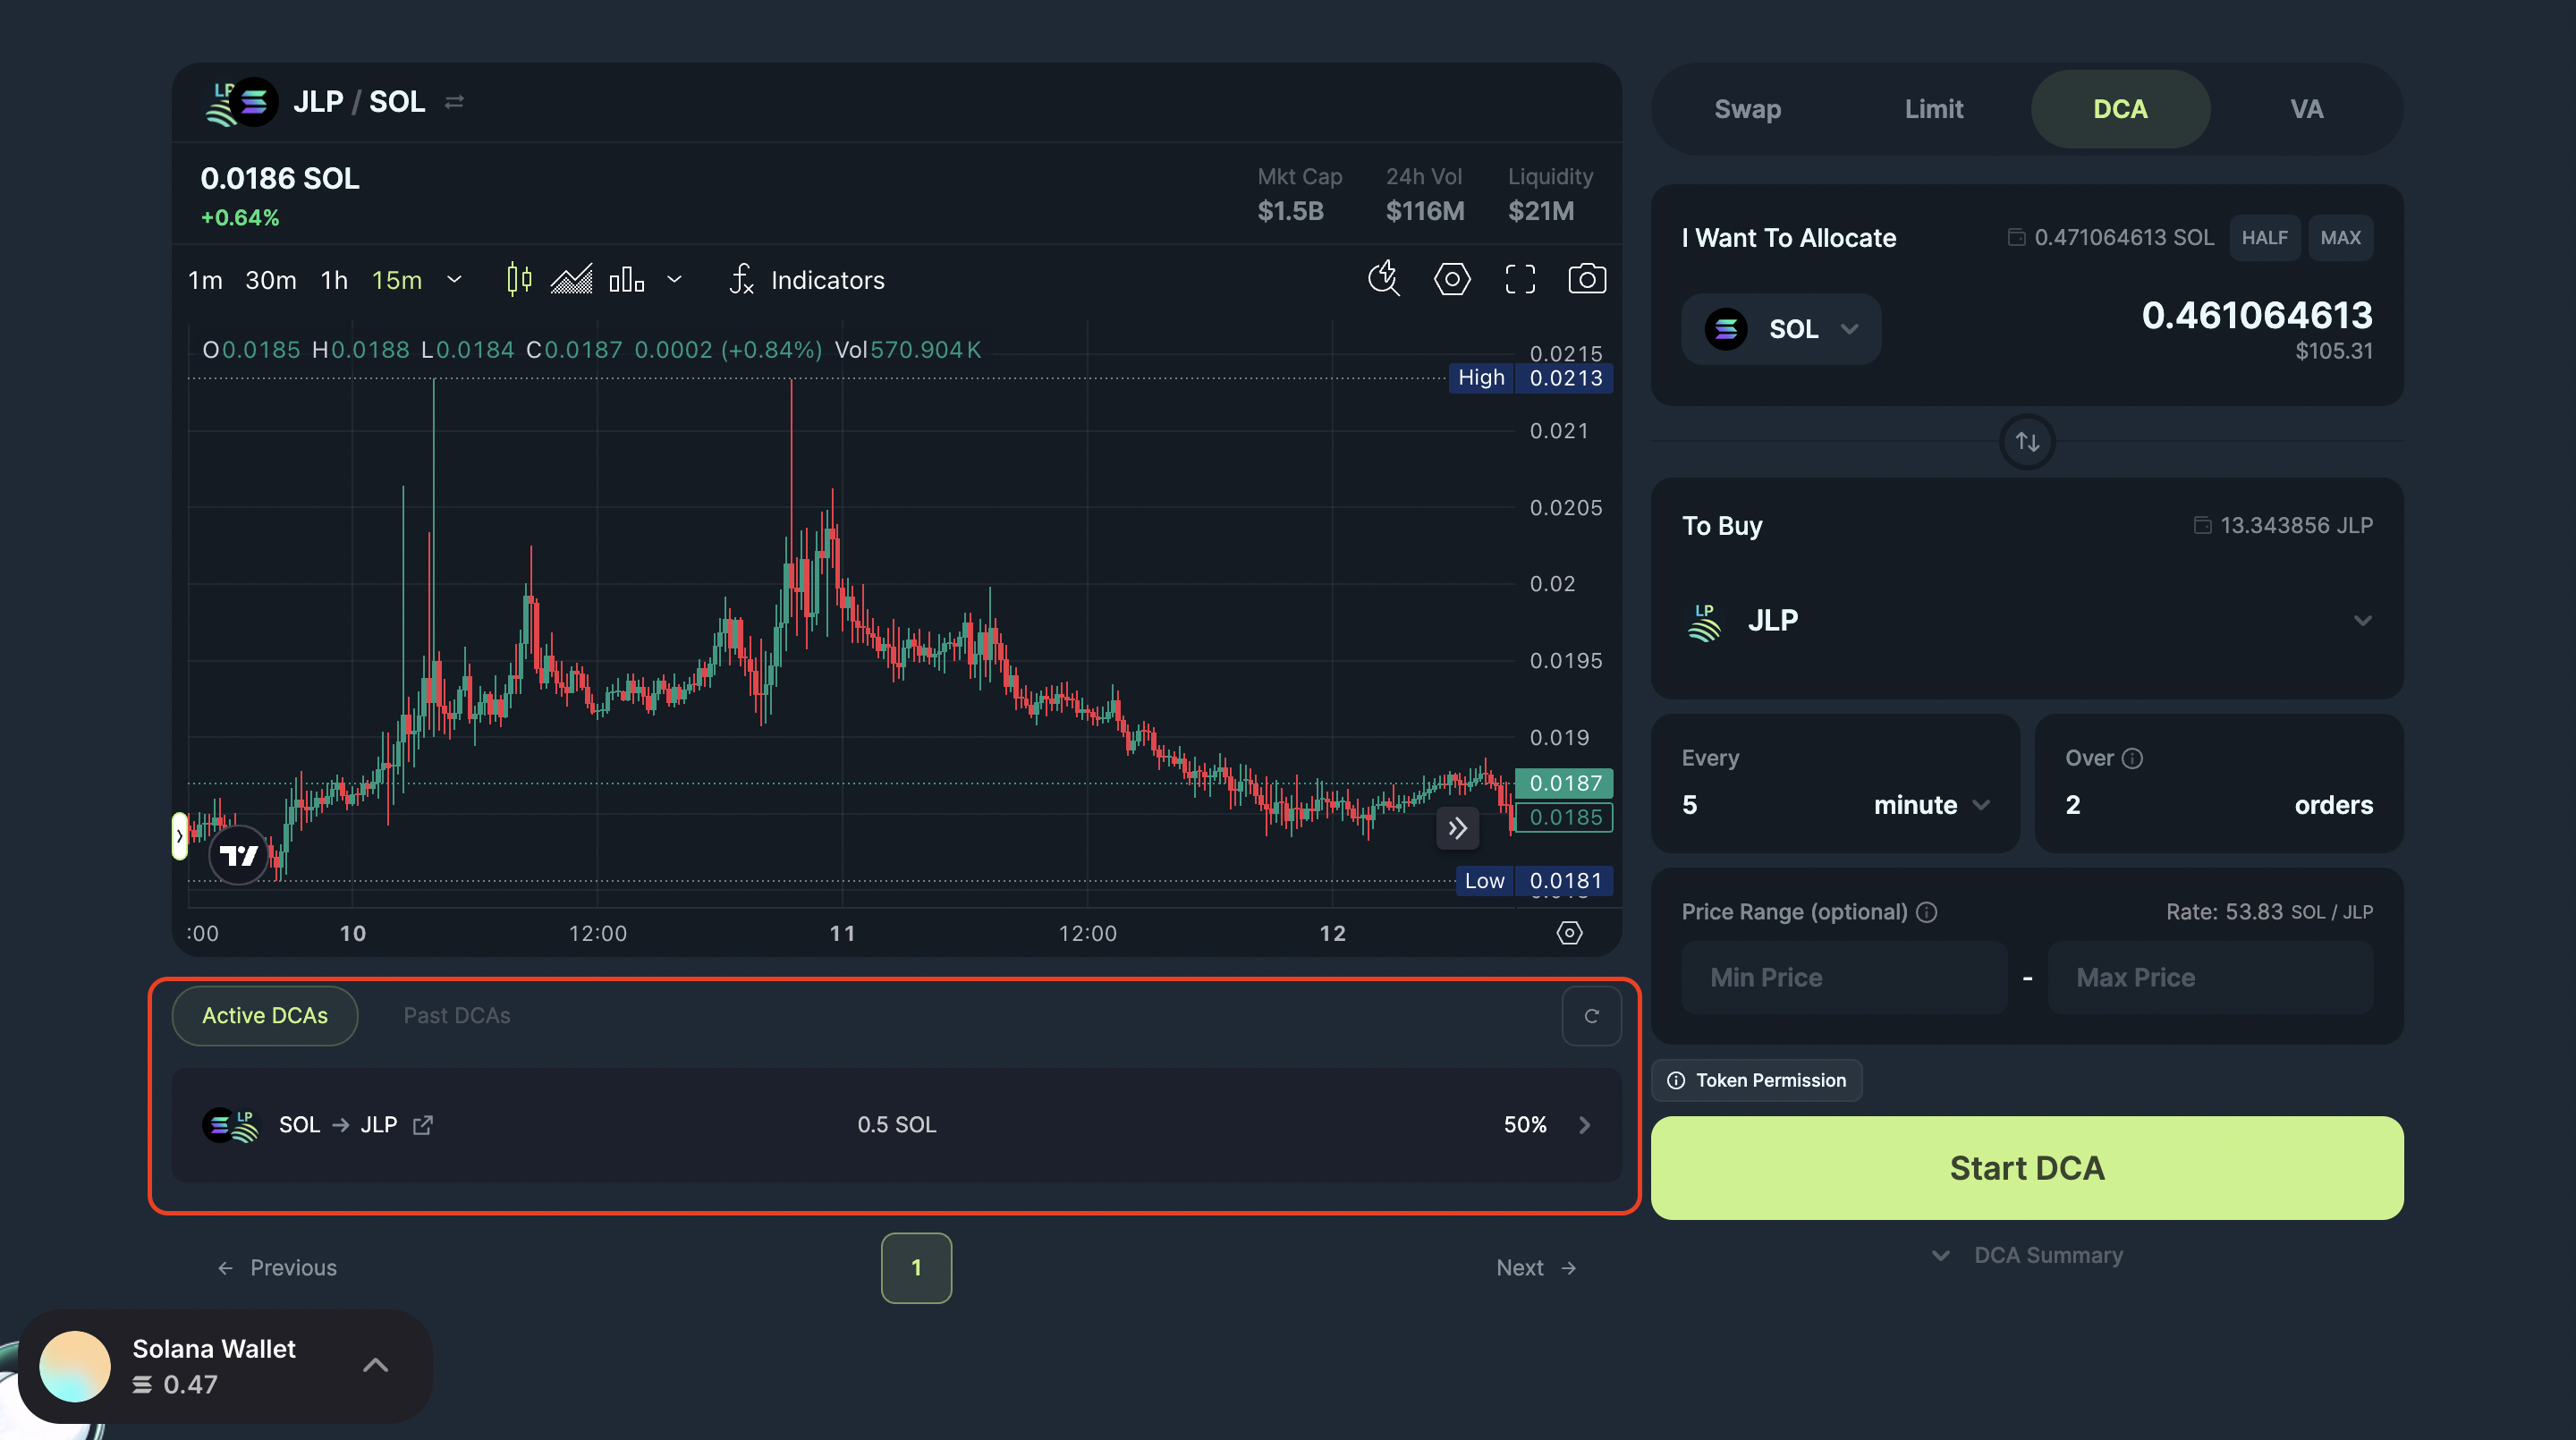 LP
JLP / SOL
0.0186 SOL
+0.64%
Mkt Cap
$1.5B
24h Vol
$116M
Liquidity
$21M
1m 30m 1h 15m
Indicators
O0.0185 H0.0188 L0.0184 C0.0187 0.0002 (+0.84%) Vol570.904K
0.0215
High 0.0213
0.021
0.0205
0.02
0.0195
0.019
0.0187
0.0185
Low 0.0181
:00 10 12:00 11 12:00 12
Active DCAs Past DCAs
LP
SOL → JLP 0.5 SOL 50%
← Previous 1 Next →
Solana Wallet
0.47
Swap Limit DCA VA
I Want To Allocate 0.471064613 SOL HALF MAX
SOL 0.461064613
$105.31
To Buy 13.343856 JLP
LP
JLP
Every
5 minute
Over
2 orders
Price Range (optional) Rate: 53.83 SOL / JLP
Min Price - Max Price
Token Permission
Start DCA
DCA Summary